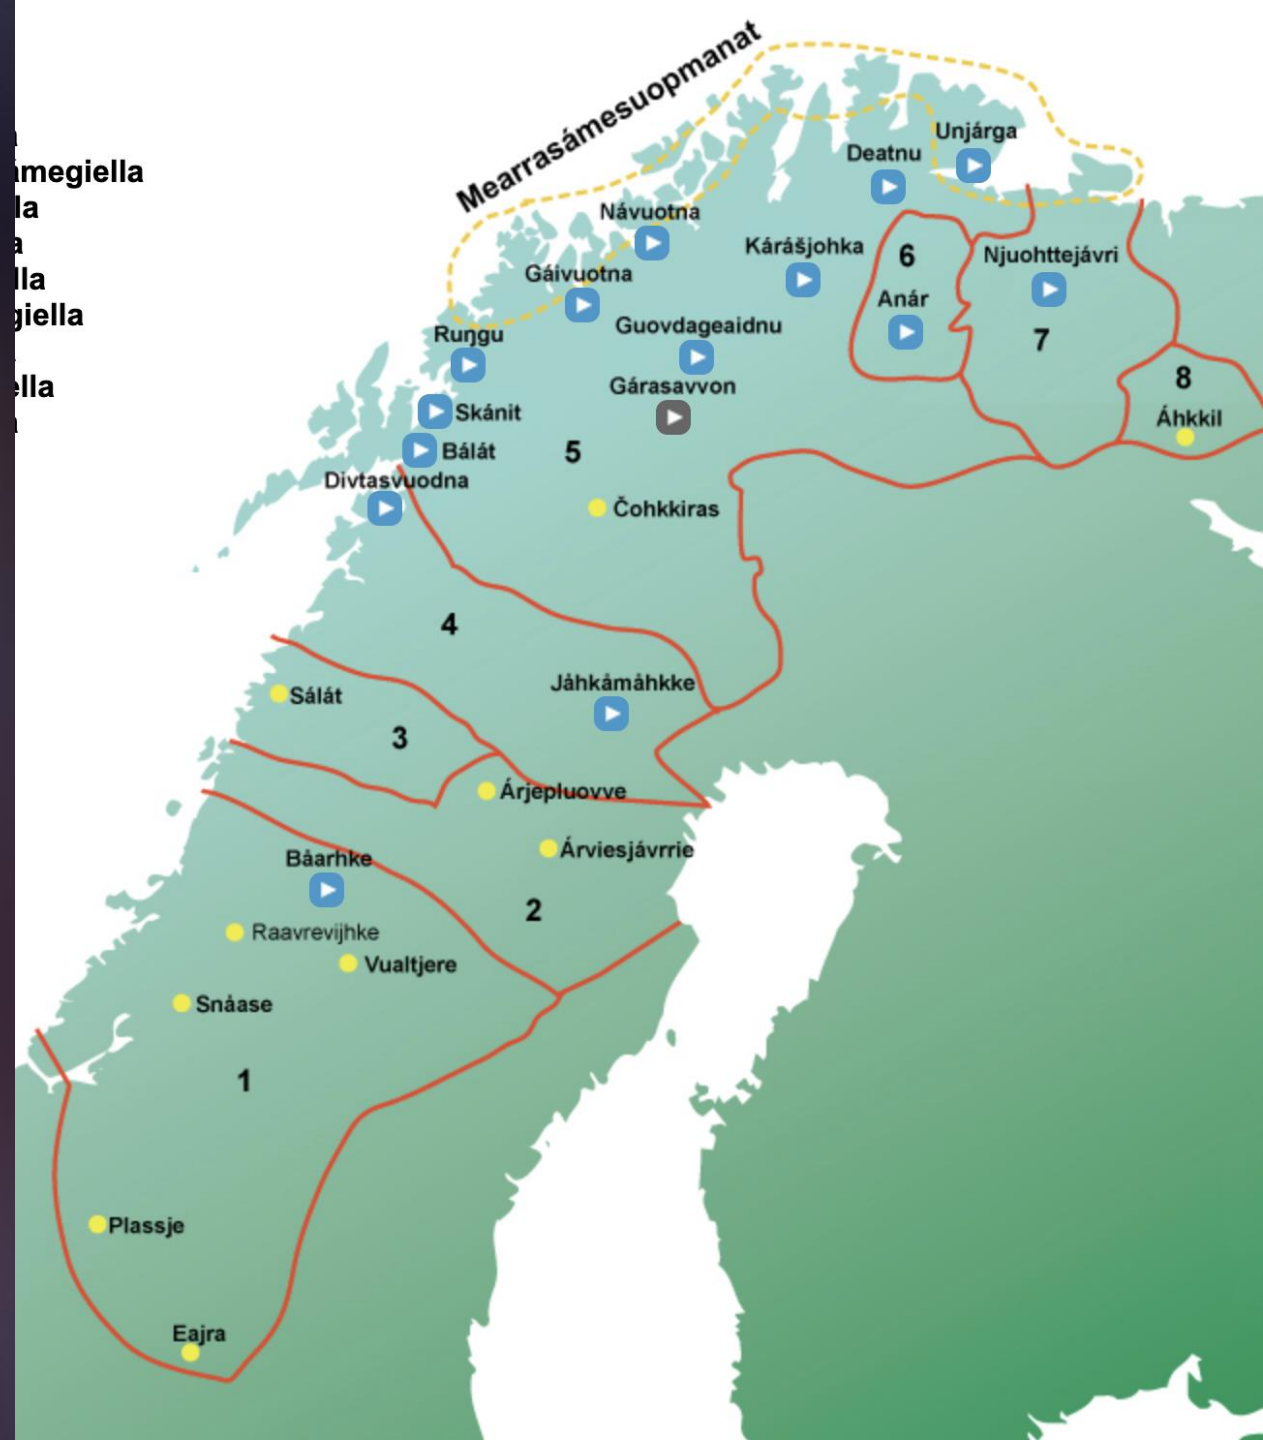 Mearrasámesuopmanat
ámegiella
la
a
lla
giella
ella
a
Unjárga
Deatnu
Návuotna
Kárášjohka
6
Njuohttejávri
Gáivuotna
Anár
Guovdageaidnu
Ruŋgu
7
8
Gárasavvon
Skánit
Áhkkil
Bálát
5
Divtasvuodna
Čohkkiras
4
Jåhkåmåhkke
Sálát
3
Árjepluovve
Árviesjávrrie
Båarhke
2
Raavrevijhke
Vualtjere
Snåase
1
Plassje
Eajra